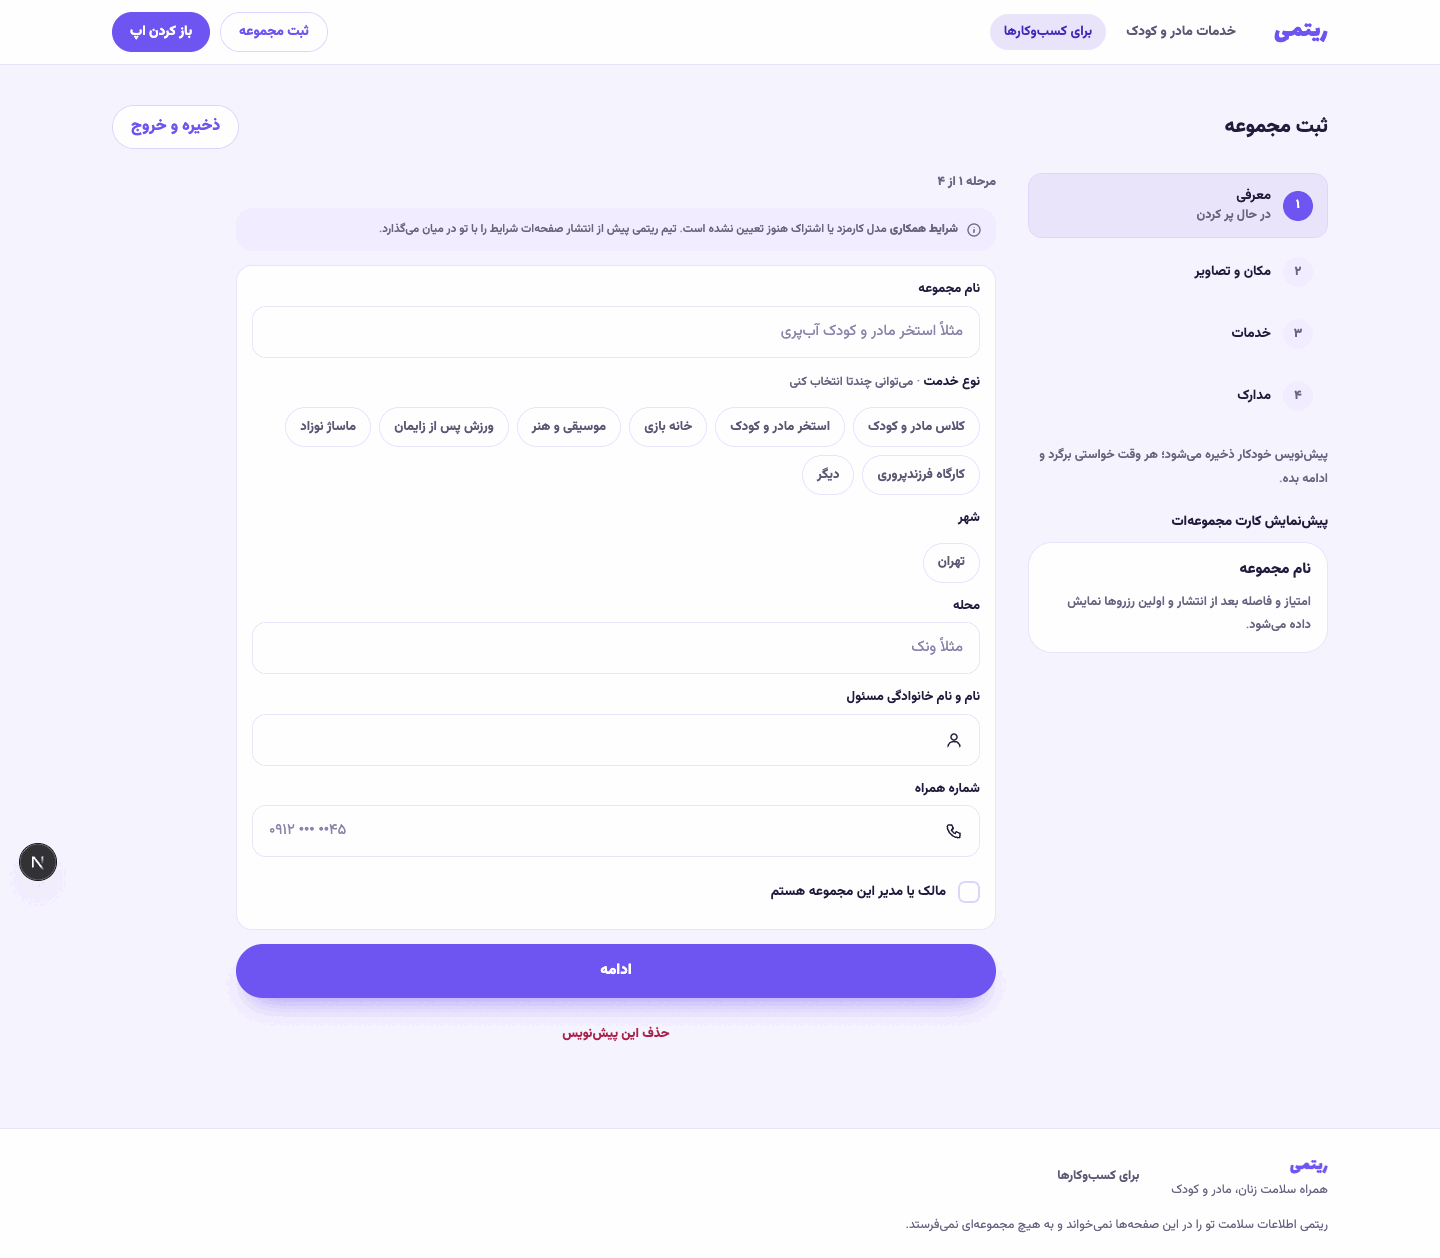 ریتمی
خدمات مادر و کودک
برای کسب‌وکارها
ثبت مجموعه
باز کردن اپ
ثبت مجموعه
ذخیره و خروج
۱
معرفی
در حال پر کردن
۲
مکان و تصاویر
۳
خدمات
۴
مدارک
پیش‌نویس خودکار ذخیره می‌شود؛ هر وقت خواستی برگرد و
ادامه بده.
پیش‌نمایش کارت مجموعه‌ات
نام مجموعه
امتیاز و فاصله بعد از انتشار و اولین رزروها نمایش
داده می‌شود.
مرحله ۱ از ۴
شرایط همکاری مدل کارمزد یا اشتراک هنوز تعیین نشده است. تیم ریتمی پیش از انتشار صفحه‌ات شرایط را با تو در میان می‌گذارد.
نام مجموعه
مثلاً استخر مادر و کودک آب‌پری
نوع خدمت · می‌توانی چندتا انتخاب کنی
کلاس مادر و کودک
استخر مادر و کودک
خانه بازی
موسیقی و هنر
ورزش پس از زایمان
ماساژ نوزاد
کارگاه فرزندپروری
دیگر
شهر
تهران
محله
مثلاً ونک
نام و نام خانوادگی مسئول
شماره همراه
۰۹۱۲ ••• ••۴۵
مالک یا مدیر این مجموعه هستم
ادامه
حذف این پیش‌نویس
N
ریتمی
همراه سلامت زنان، مادر و کودک
برای کسب‌وکارها
ریتمی اطلاعات سلامت تو را در این صفحه‌ها نمی‌خواند و به هیچ مجموعه‌ای نمی‌فرستد.